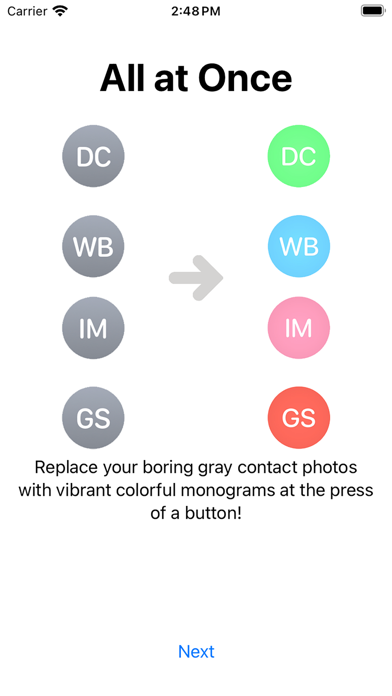 Carrier 2:48 PM
All at Once
DC DC
WB WB
IM IM
GS GS
Replace your boring gray contact photos
with vibrant colorful monograms at the press
of a button!
Next